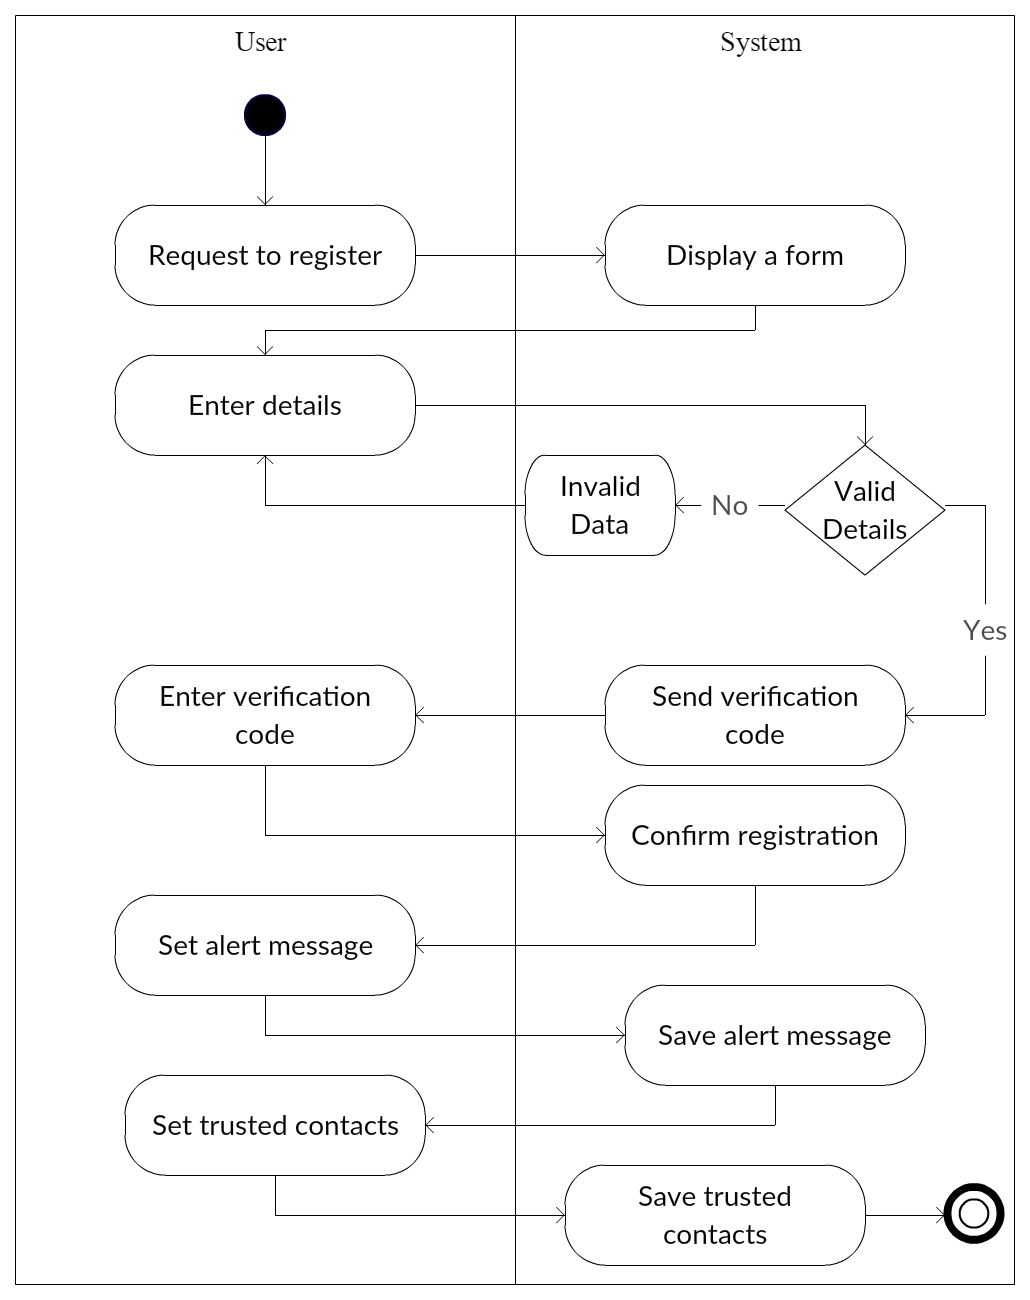 User
System
Request to register
Display a form
Enter details
Invalid
Data
No
Valid
Details
Yes
Enter verification
code
Send verification
code
Confirm registration
Set alert message
Save alert message
Set trusted contacts
Save trusted
contacts